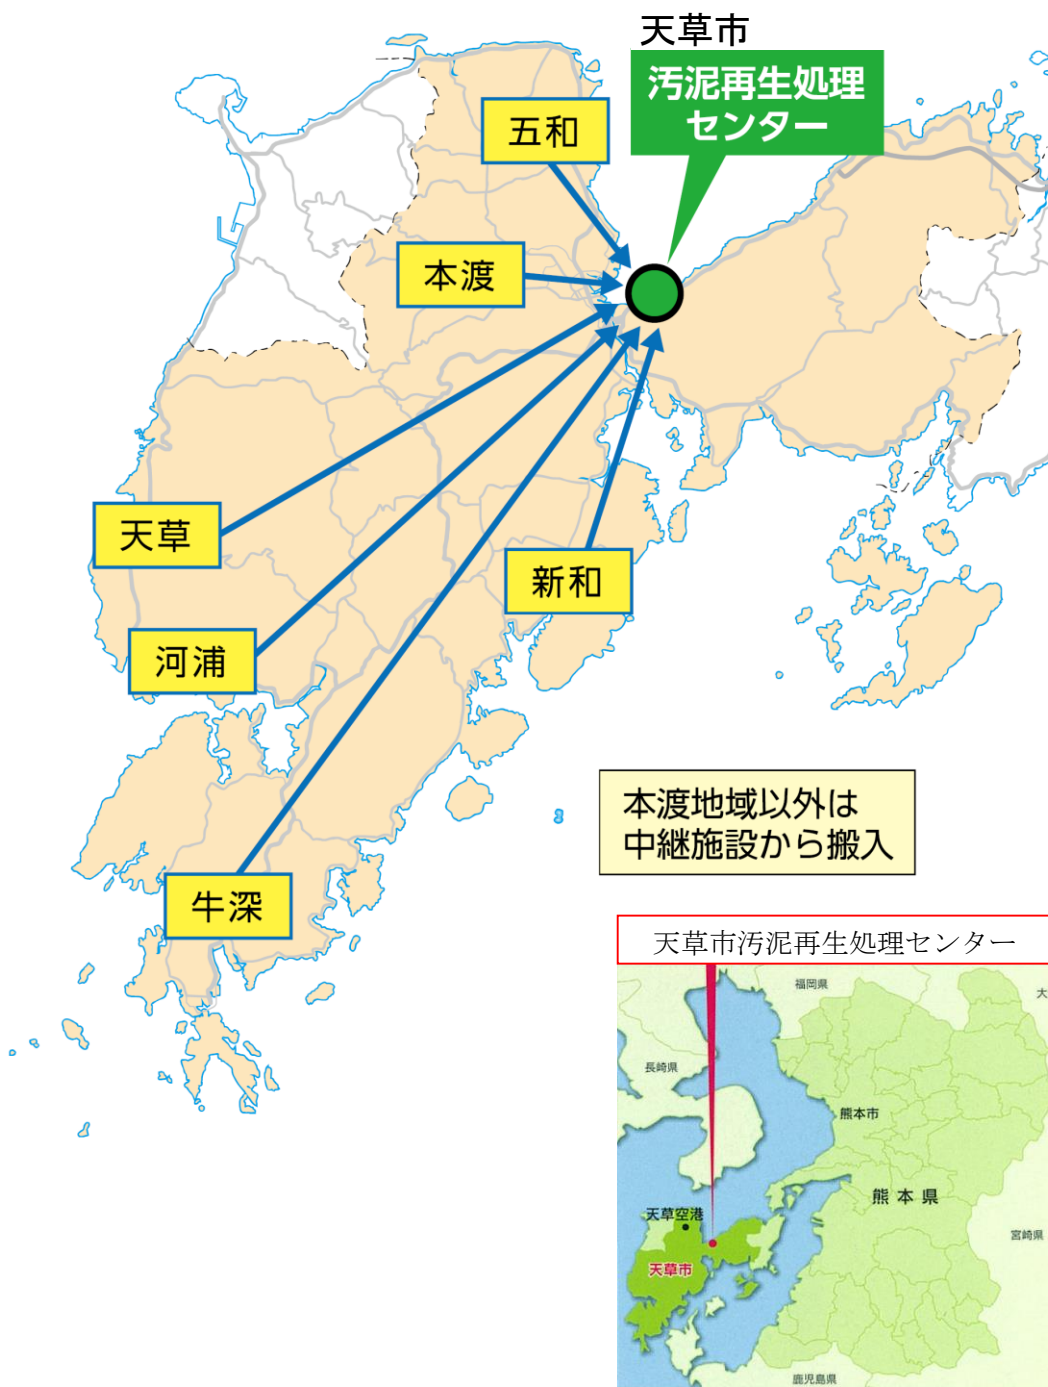 天草市
汚泥再生処理
センター
五和
本渡
天草
新和
河浦
牛深
本渡地域以外は
中継施設から搬入
天草市汚泥再生処理センター
福岡県
大
長崎県
熊本市
熊本県
天草空港
宮崎県
天草市
鹿児島県